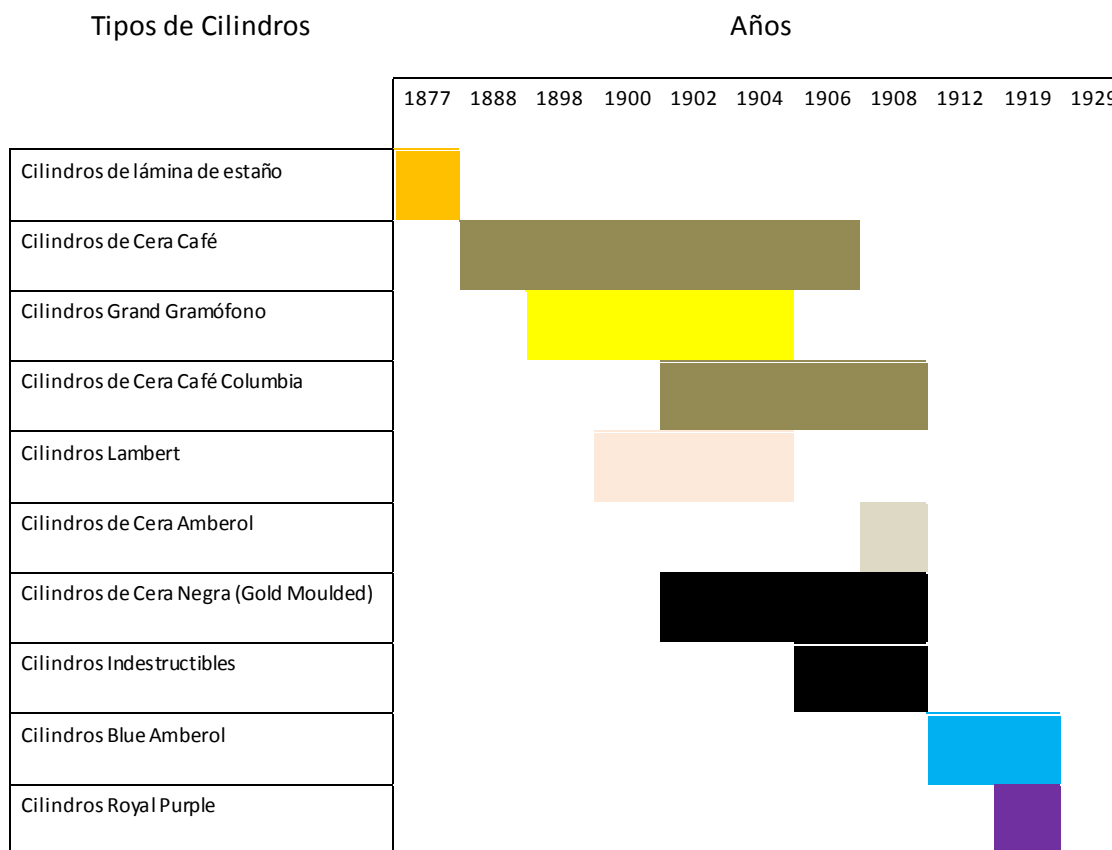 Tipos de Cilindros Años
1877 1888 1898 1900 1902 1904 1906 1908 1912 1919 1929
Cilindros de lámina de estaño
Cilindros de Cera Café
Cilindros Grand Gramófono
Cilindros de Cera Café Columbia
Cilindros Lambert
Cilindros de Cera Amberol
Cilindros de Cera Negra (Gold Moulded)
Cilindros Indestructibles
Cilindros Blue Amberol
Cilindros Royal Purple